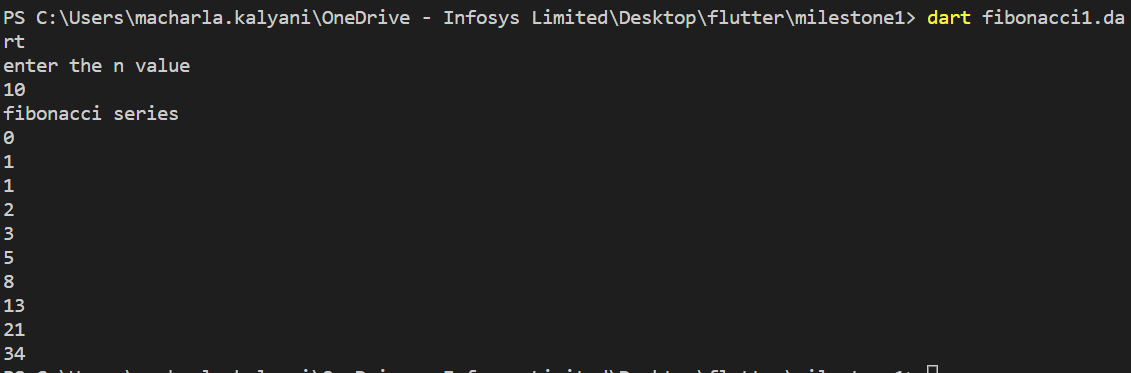 PS C:\Users\macharla.kalyani\OneDrive - Infosys Limited\Desktop\flutter\milestone1> dart fibonacci1.da
rt
enter the n value
10
fibonacci series
0
1
1
2
3
5
8
13
21
34